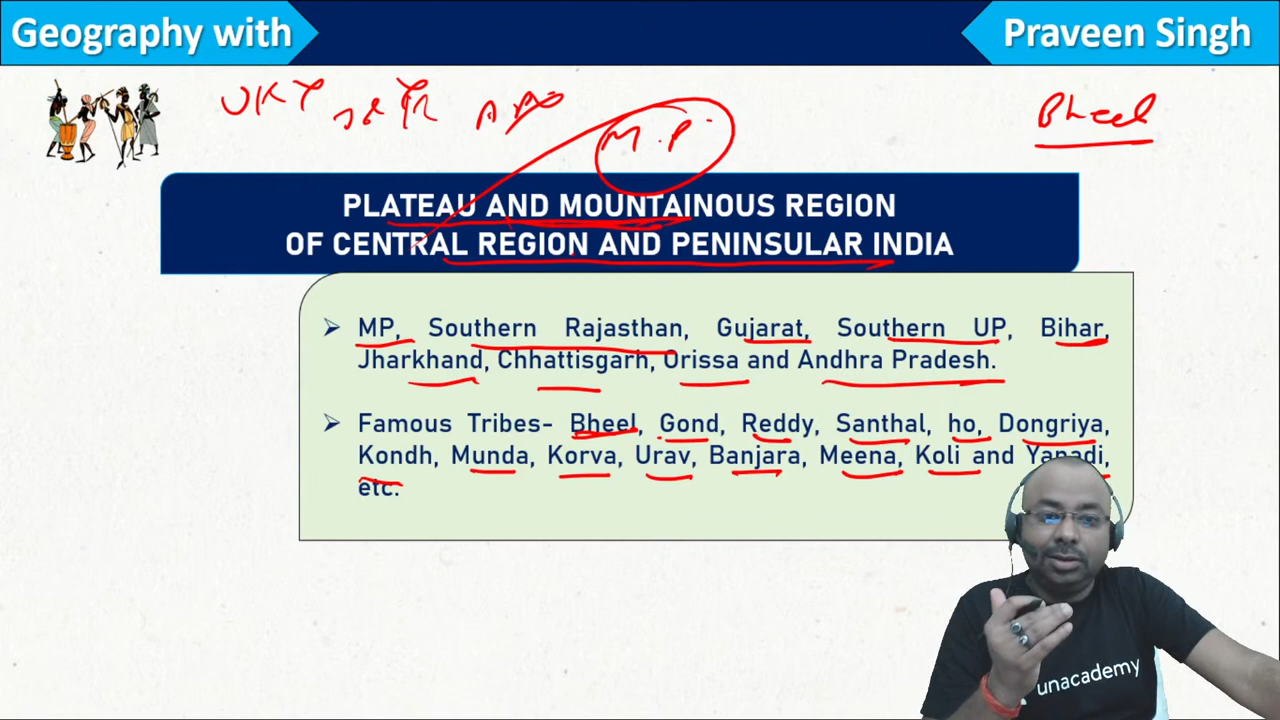 Geography with
Praveen Singh
Bheel
M.P.
PLATEAU AND MOUNTAINOUS REGION
OF CENTRAL REGION AND PENINSULAR INDIA
➢ MP, Southern Rajasthan, Gujarat, Southern UP, Bihar,
Jharkhand, Chhattisgarh, Orissa and Andhra Pradesh.
➢ Famous Tribes- Bheel, Gond, Reddy, Santhal, ho, Dongriya,
Kondh, Munda, Korva, Urav, Banjara, Meena, Koli and Yanadi,
etc.
unacademy